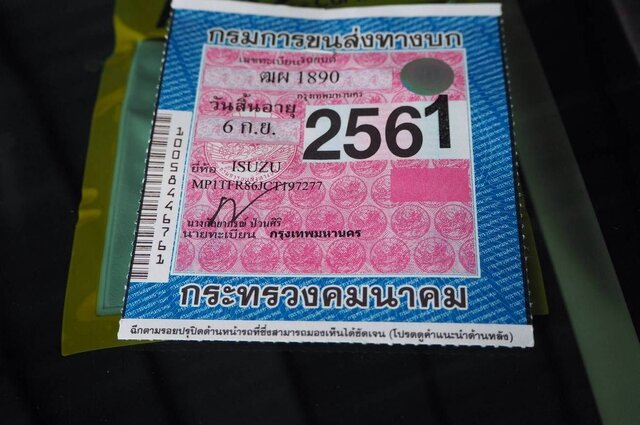 กรมการขนส่งทางบก
เลขทะเบียนรถยนต์
ฒผ 1890
กรุงเทพมหานคร
วันสิ้นอายุ
6 ก.ย.
2561
ยี่ห้อ ISUZU
MP1TFR86JCT197277
นายทะเบียน กรุงเทพมหานคร
กระทรวงคมนาคม
ฉีกตามรอยปรุปิดด้านหน้ารถที่ซึ่งสามารถมองเห็นได้ชัดเจน (โปรดดูคำแนะนำด้านหลัง)
10058446761